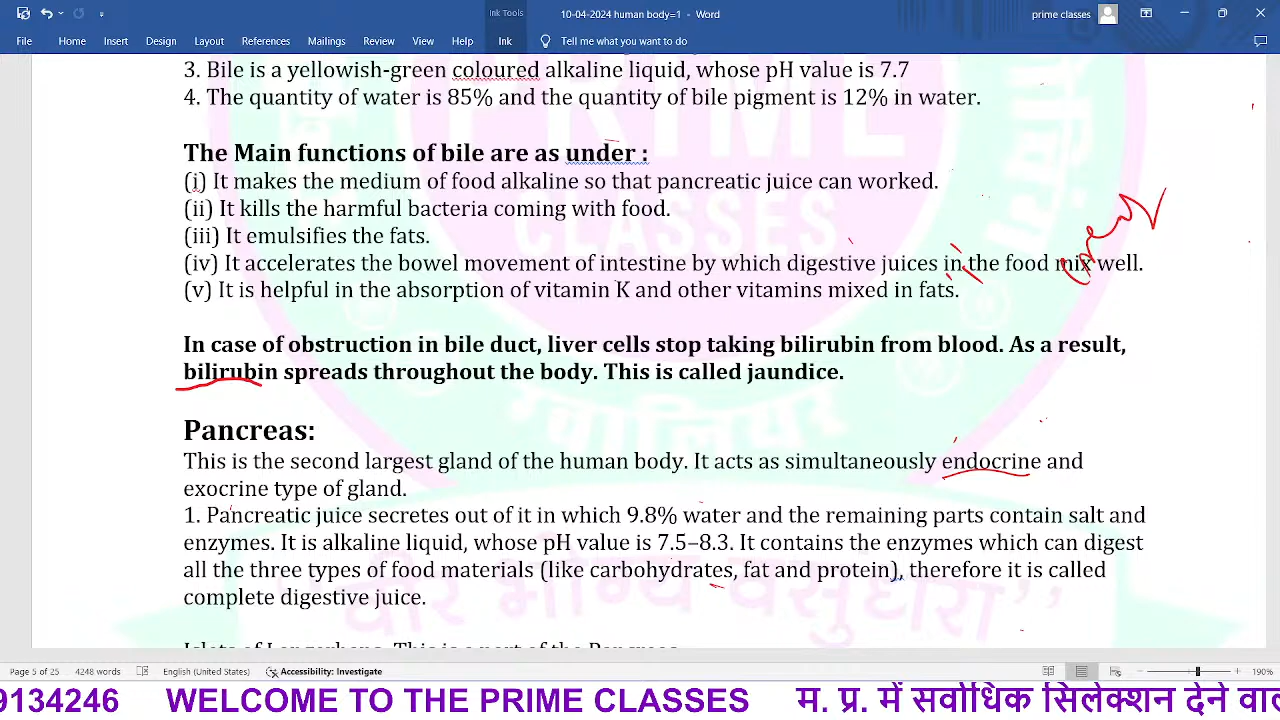 Ink Tools
10-04-2024 human body=1 - Word
prime classes
File Home Insert Design Layout References Mailings Review View Help Ink Tell me what you want to do
3. Bile is a yellowish-green coloured alkaline liquid, whose pH value is 7.7
4. The quantity of water is 85% and the quantity of bile pigment is 12% in water.
The Main functions of bile are as under :
(i) It makes the medium of food alkaline so that pancreatic juice can worked.
(ii) It kills the harmful bacteria coming with food.
(iii) It emulsifies the fats.
(iv) It accelerates the bowel movement of intestine by which digestive juices in the food mix well.
(v) It is helpful in the absorption of vitamin K and other vitamins mixed in fats.
In case of obstruction in bile duct, liver cells stop taking bilirubin from blood. As a result,
bilirubin spreads throughout the body. This is called jaundice.
Pancreas:
This is the second largest gland of the human body. It acts as simultaneously endocrine and
exocrine type of gland.
1. Pancreatic juice secretes out of it in which 9.8% water and the remaining parts contain salt and
enzymes. It is alkaline liquid, whose pH value is 7.5–8.3. It contains the enzymes which can digest
all the three types of food materials (like carbohydrates, fat and protein), therefore it is called
complete digestive juice.
Islets of Langerhans. This is a part of the Pancreas
CLASSES
ग्वालियर
वीर भोग्य वसुंधरा”
Page 5 of 25 4248 words English (United States) Accessibility: Investigate 190%
9134246 WELCOME TO THE PRIME CLASSES म. प्र. में सर्वाधिक सिलेक्शन देने वाल